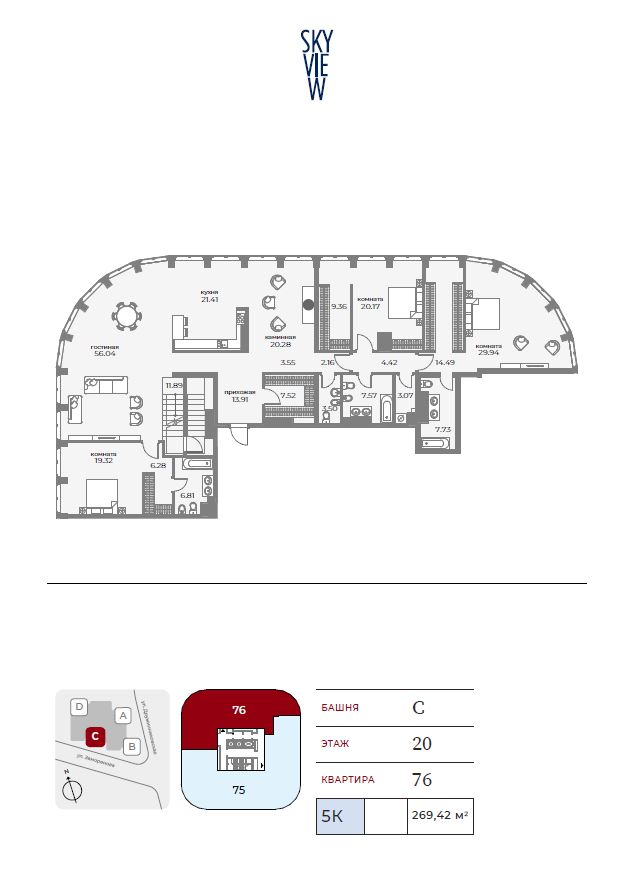 SKY
VIE
W
кухня
21.41
комната
20.17
9.36
каминная
20.28
гостиная
56.04
комната
29.94
3.55
2.16
4.42
14.49
11.89
прихожая
13.91
7.52
3.50
7.57
3.07
7.73
комната
19.32
6.28
6.81
D
A
C
B
ул. Дружинниковская
ул. Заморенова
N
76
75
БАШНЯ C
ЭТАЖ 20
КВАРТИРА 76
5К 269,42 м²